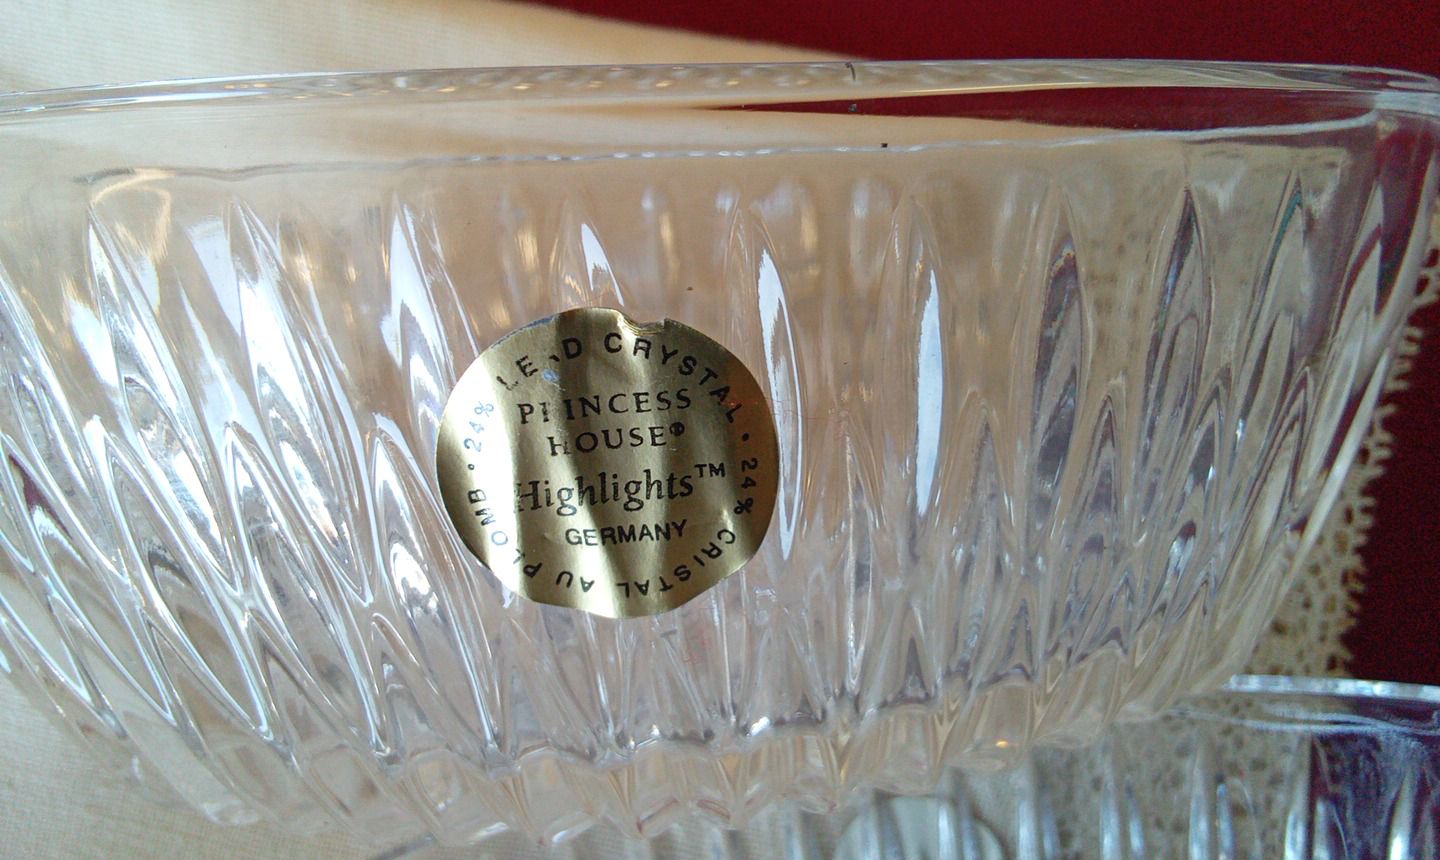 24% LEAD CRYSTAL
PRINCESS
HOUSE®
Highlights™
GERMANY
24% CRISTAL AU PLOMB